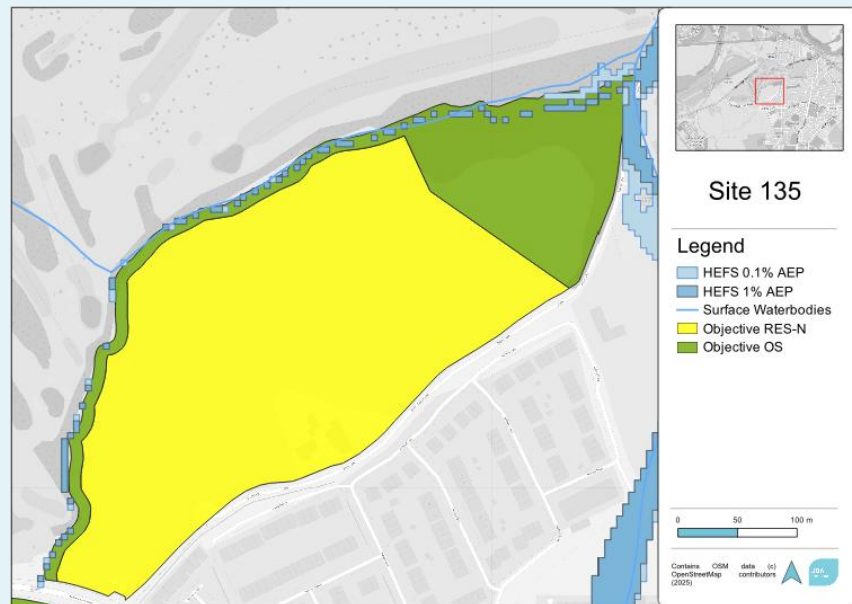 Site 135
Legend
HEFS 0.1% AEP
HEFS 1% AEP
Surface Waterbodies
Objective RES-N
Objective OS
0 50 100 m
Contains OSM data (c)
OpenStreetMap contributors
(2025)
JBA